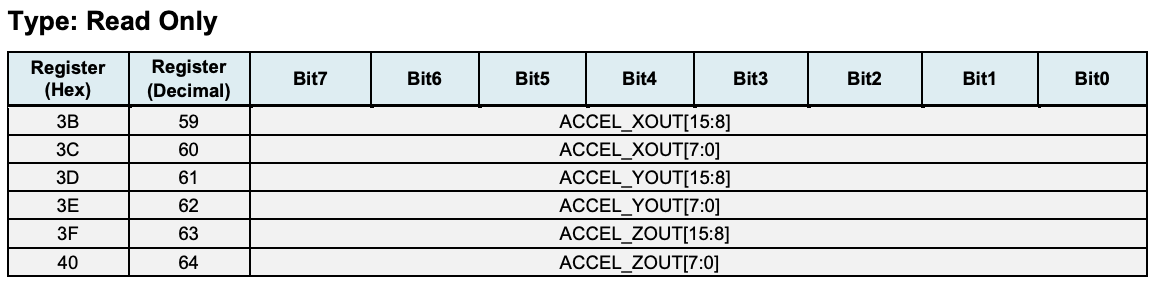 Type: Read Only
Register (Hex) Register (Decimal) Bit7 Bit6 Bit5 Bit4 Bit3 Bit2 Bit1 Bit0
3B 59 ACCEL_XOUT[15:8]
3C 60 ACCEL_XOUT[7:0]
3D 61 ACCEL_YOUT[15:8]
3E 62 ACCEL_YOUT[7:0]
3F 63 ACCEL_ZOUT[15:8]
40 64 ACCEL_ZOUT[7:0]